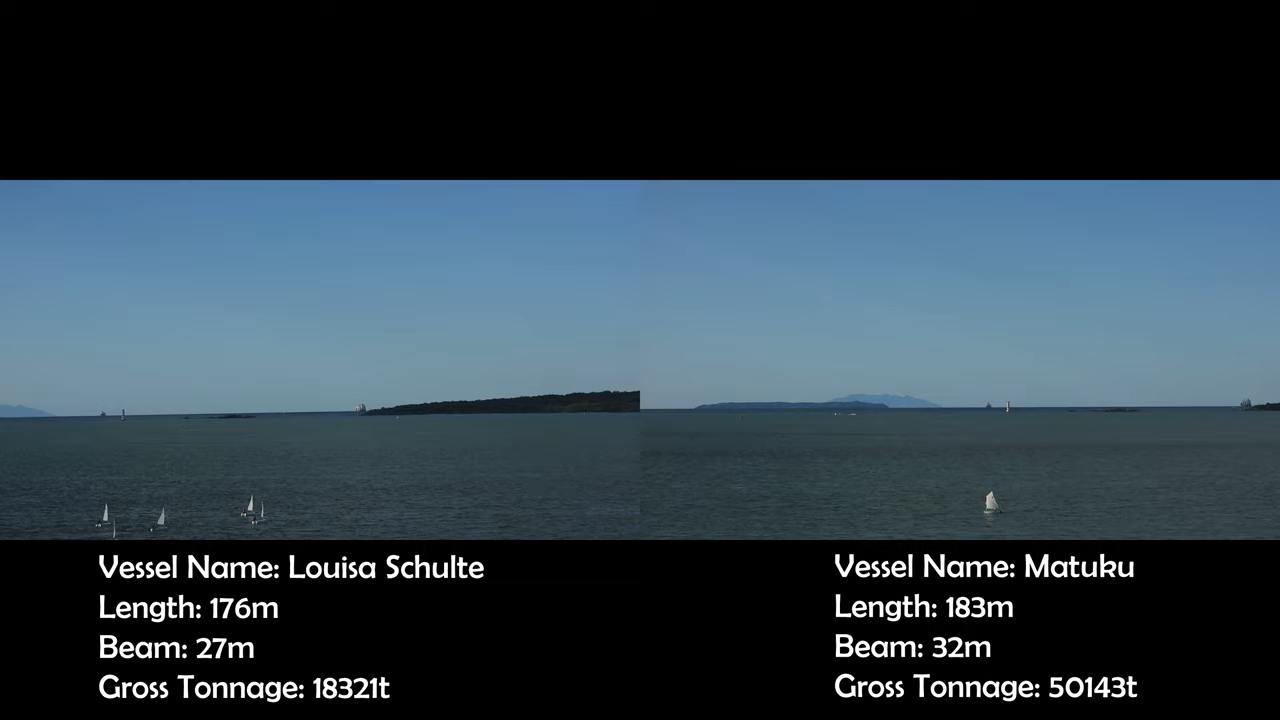 Vessel Name: Louisa Schulte
Length: 176m
Beam: 27m
Gross Tonnage: 18321t
Vessel Name: Matuku
Length: 183m
Beam: 32m
Gross Tonnage: 50143t